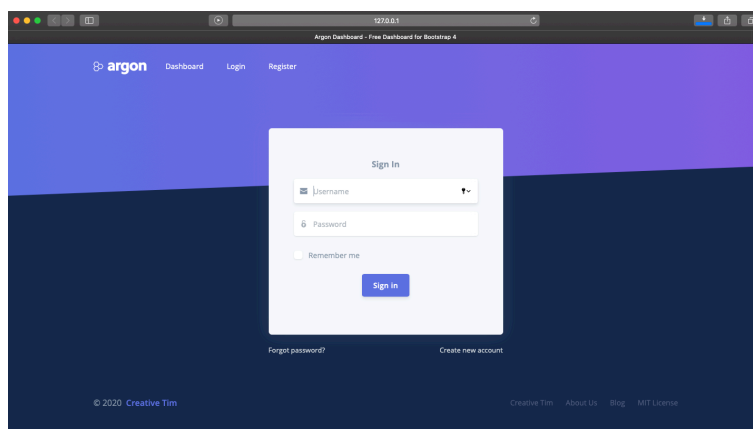 127.0.0.1
Argon Dashboard - Free Dashboard for Bootstrap 4
argon Dashboard Login Register
Sign In
Username
Password
Remember me
Sign in
Forgot password? Create new account
© 2020 Creative Tim Creative Tim About Us Blog MIT License